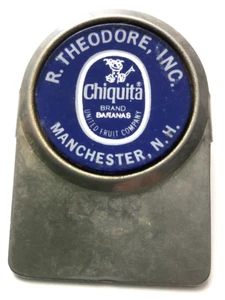 R. THEODORE, INC.
Chiquita
BRAND
BANANAS
UNITED FRUIT COMPANY
MANCHESTER, N.H.